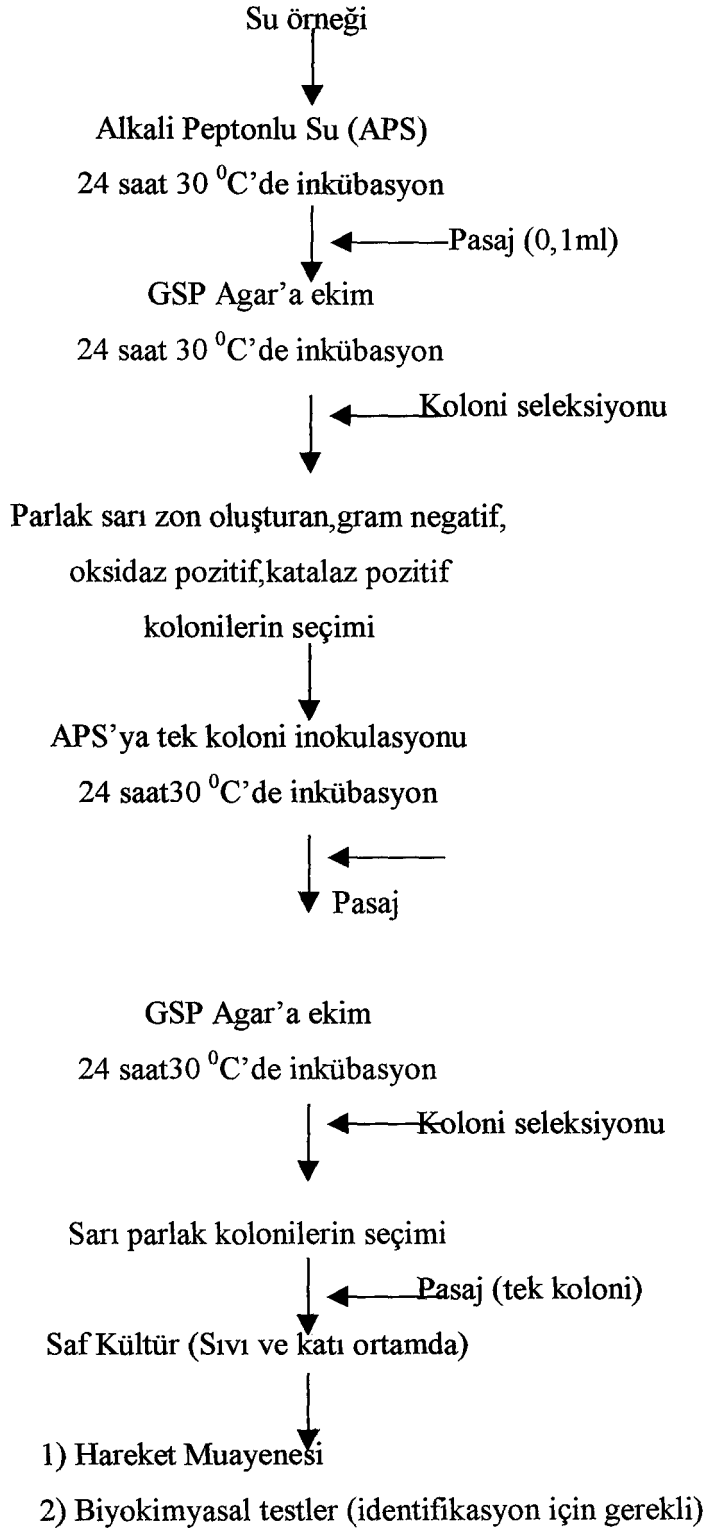 Su örneği
Alkali Peptonlu Su (APS)
24 saat 30 ⁰C’de inkübasyon
Pasaj (0,1ml)
GSP Agar’a ekim
24 saat 30 ⁰C’de inkübasyon
Koloni seleksiyonu
Parlak sarı zon oluşturan,gram negatif,
oksidaz pozitif,katalaz pozitif
kolonilerin seçimi
APS’ya tek koloni inokulasyonu
24 saat30 ⁰C’de inkübasyon
Pasaj
GSP Agar’a ekim
24 saat30 ⁰C’de inkübasyon
Koloni seleksiyonu
Sarı parlak kolonilerin seçimi
Pasaj (tek koloni)
Saf Kültür (Sıvı ve katı ortamda)
1) Hareket Muayenesi
2) Biyokimyasal testler (identifikasyon için gerekli)